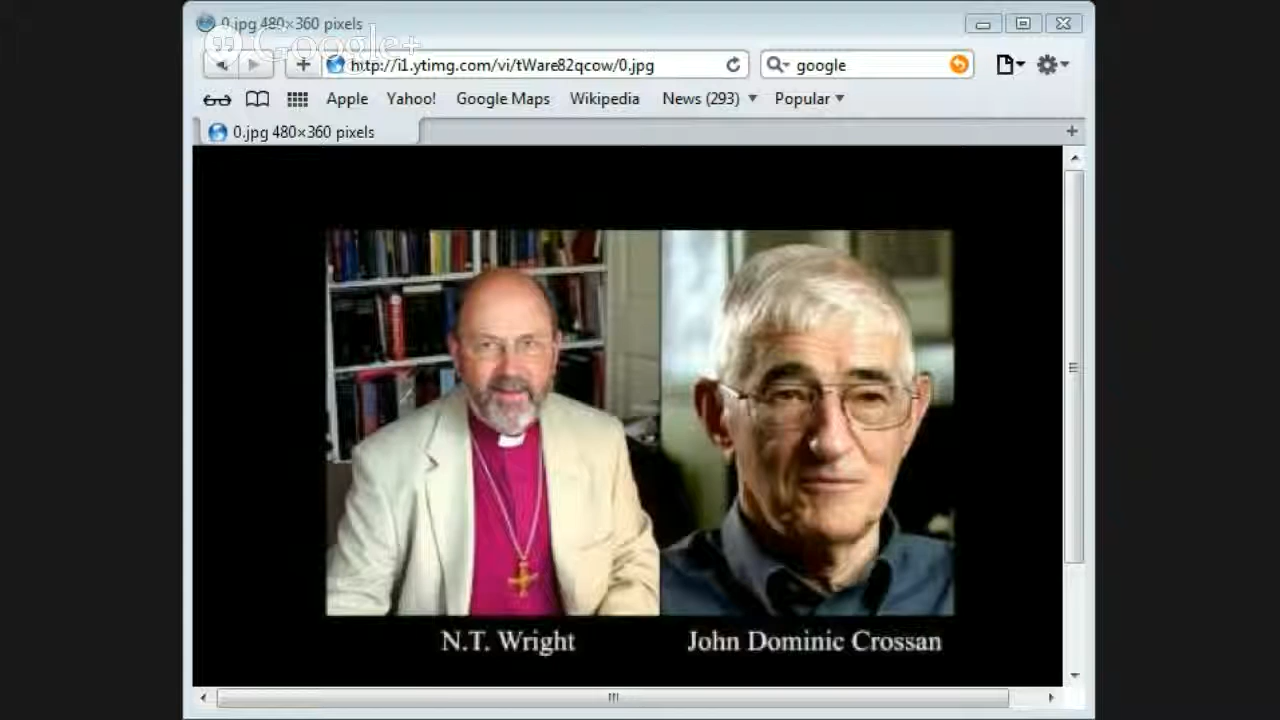 0.jpg 480×360 pixels
Google+
http://i1.ytimg.com/vi/tWare82qcow/0.jpg
google
Apple Yahoo! Google Maps Wikipedia News (293) Popular
0.jpg 480×360 pixels
N.T. Wright John Dominic Crossan